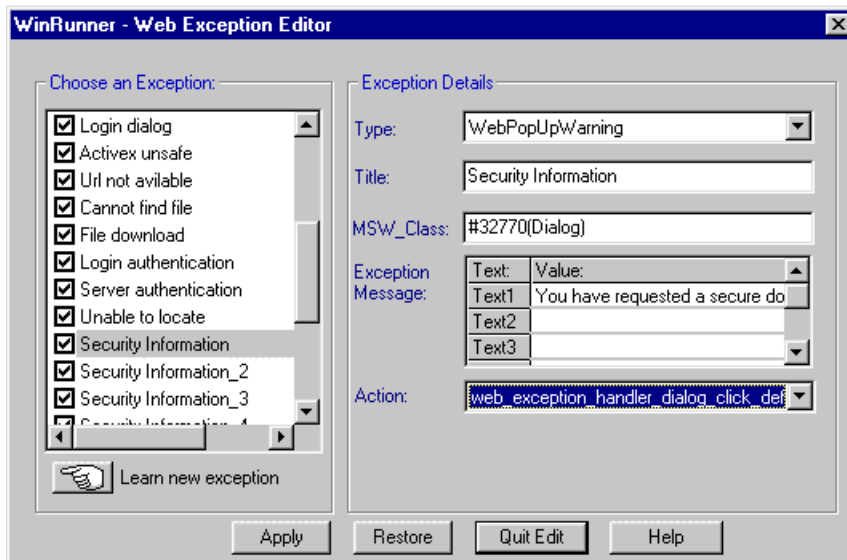 WinRunner - Web Exception Editor
Choose an Exception:
Login dialog
Activex unsafe
Url not avilable
Cannot find file
File download
Login authentication
Server authentication
Unable to locate
Security Information
Security Information_2
Security Information_3
Security Information_4
Learn new exception
Exception Details
Type: WebPopUpWarning
Title: Security Information
MSW_Class: #32770(Dialog)
Exception Message:
Text: Value:
Text1 You have requested a secure do
Text2
Text3
Action: web_exception_handler_dialog_click_def
Apply Restore Quit Edit Help